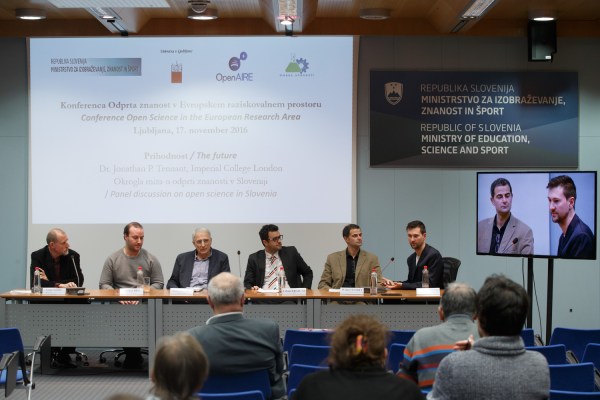 REPUBLIKA SLOVENIJA
MINISTRSTVO ZA IZOBRAŽEVANJE,
ZNANOST IN ŠPORT
OpenAIRE
Konferenca Odprta znanost v Evropskem raziskovalnem prostoru
Conference Open Science in the European Research Area
Ljubljana, 17. november 2016
Prihodnost / The future
Dr. Jonathan P. Tennant, Imperial College London
Okrogla miza o odprti znanosti v Sloveniji
/ Panel discussion on open science in Slovenia
REPUBLIKA SLOVENIJA
MINISTRSTVO ZA IZOBRAŽEVANJE,
ZNANOST IN ŠPORT
REPUBLIC OF SLOVENIA
MINISTRY OF EDUCATION,
SCIENCE AND SPORT